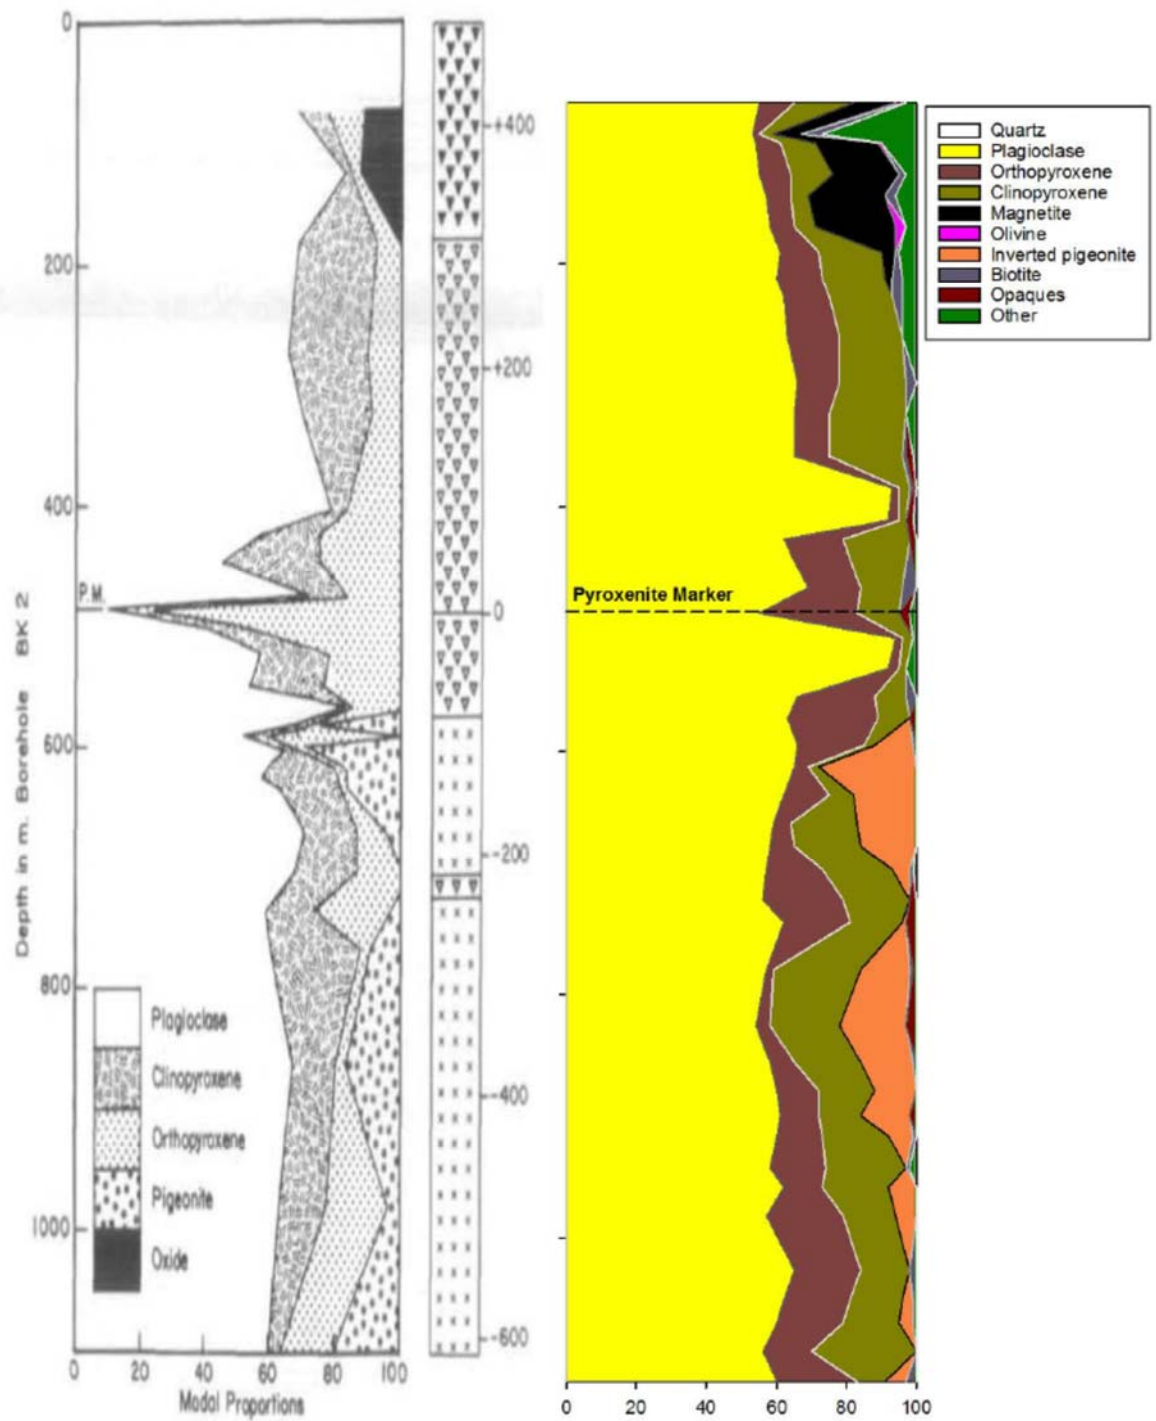 0
200
400
600
800
1000
Depth in m. Borehole BK 2
P.M.
Plagioclase
Clinopyroxene
Orthopyroxene
Pigeonite
Oxide
0 20 40 60 80 100
Modal Proportions
+400
+200
0
-200
-400
-600
Pyroxenite Marker
0 20 40 60 80 100
Quartz
Plagioclase
Orthopyroxene
Clinopyroxene
Magnetite
Olivine
Inverted pigeonite
Biotite
Opaques
Other